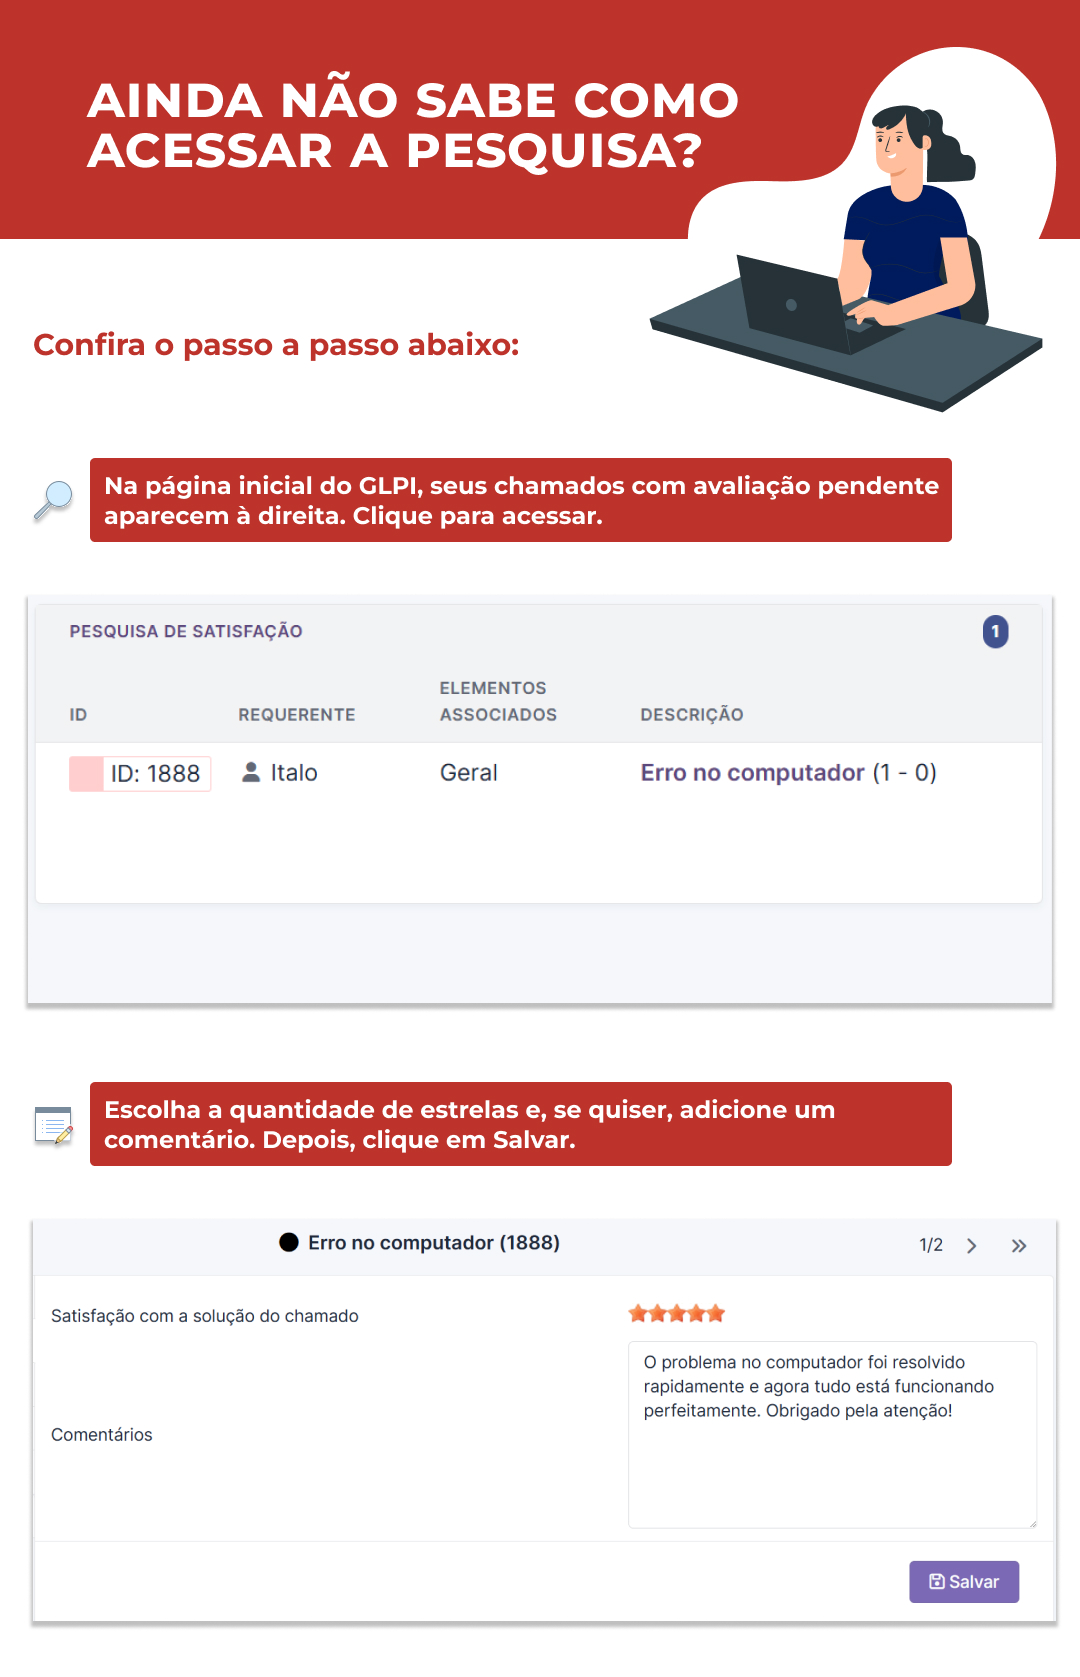 AINDA NÃO SABE COMO
ACESSAR A PESQUISA?
Confira o passo a passo abaixo:
Na página inicial do GLPI, seus chamados com avaliação pendente
aparecem à direita. Clique para acessar.
PESQUISA DE SATISFAÇÃO 1
ID REQUERENTE ELEMENTOS ASSOCIADOS DESCRIÇÃO
ID: 1888 Italo Geral Erro no computador (1 - 0)
Escolha a quantidade de estrelas e, se quiser, adicione um
comentário. Depois, clique em Salvar.
Erro no computador (1888) 1/2
Satisfação com a solução do chamado
O problema no computador foi resolvido
rapidamente e agora tudo está funcionando
perfeitamente. Obrigado pela atenção!
Comentários
Salvar